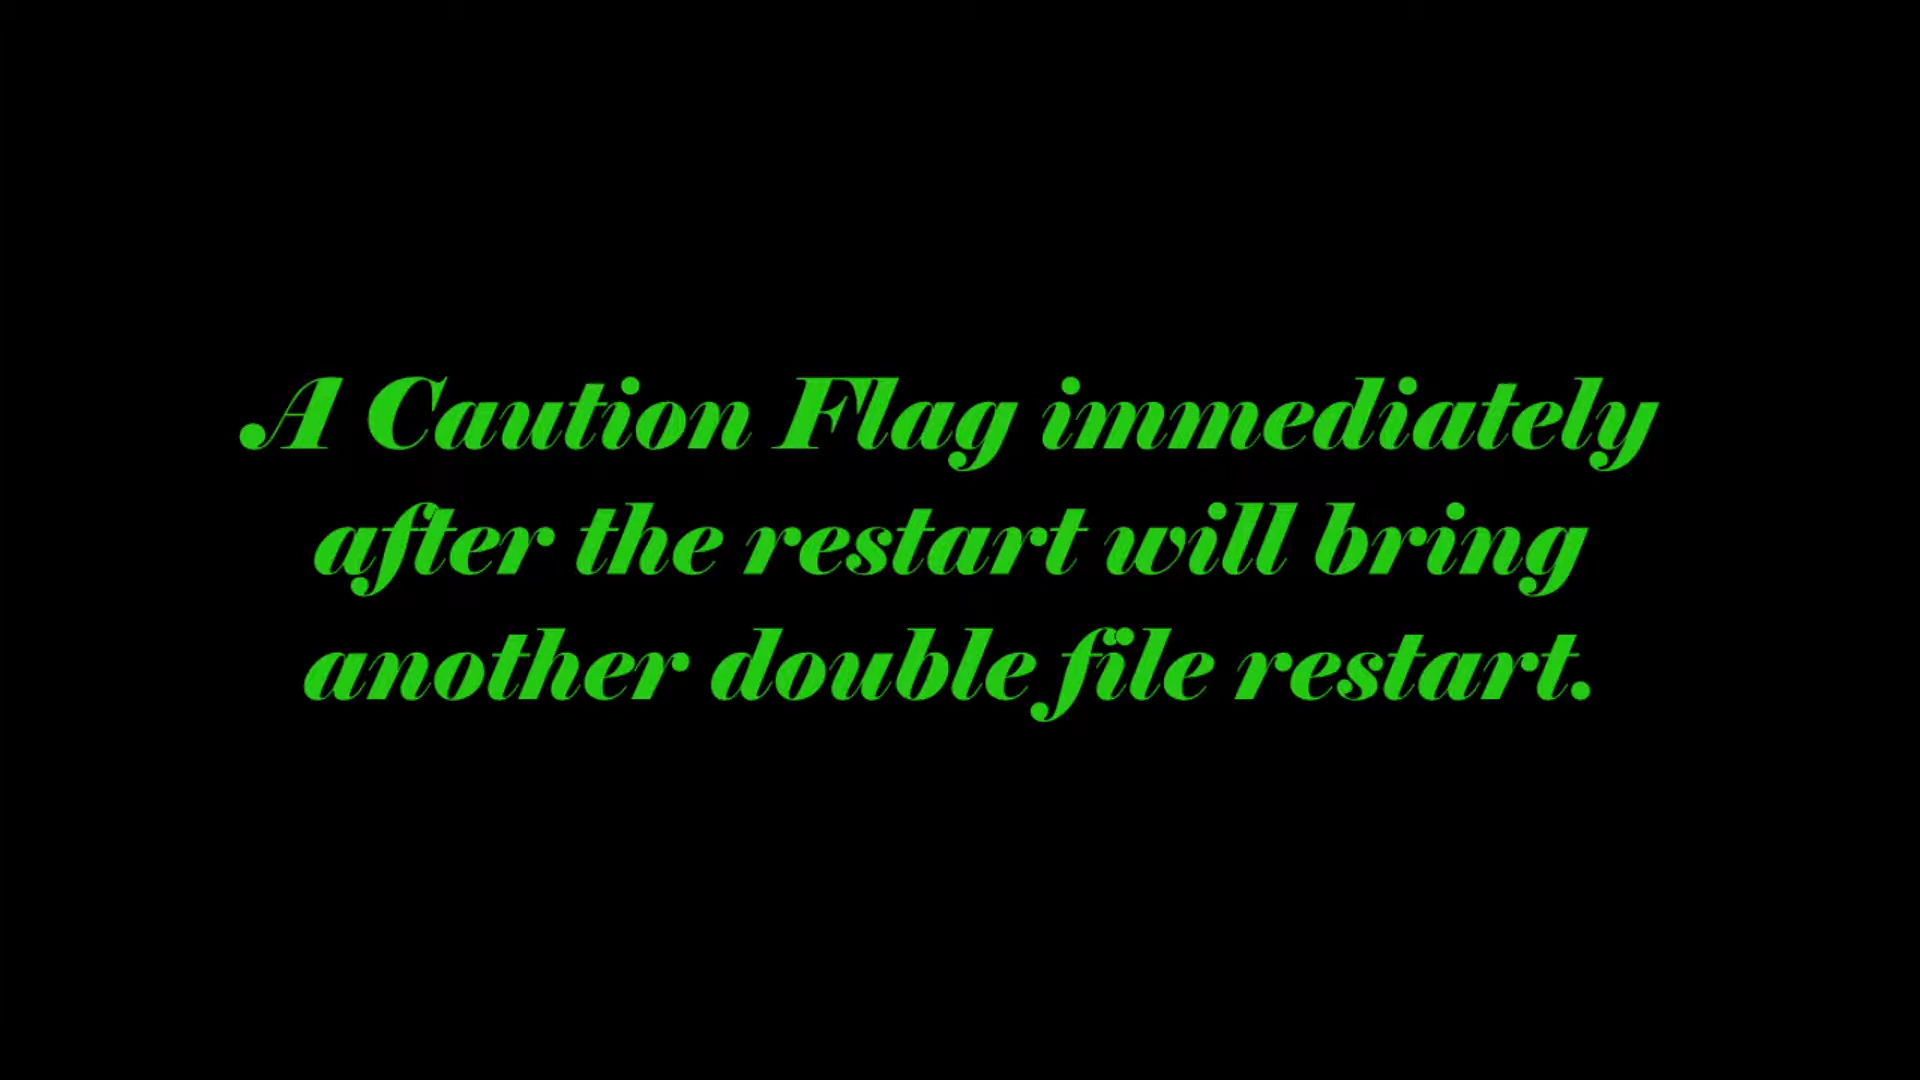 A Caution Flag immediately
after the restart will bring
another double file restart.